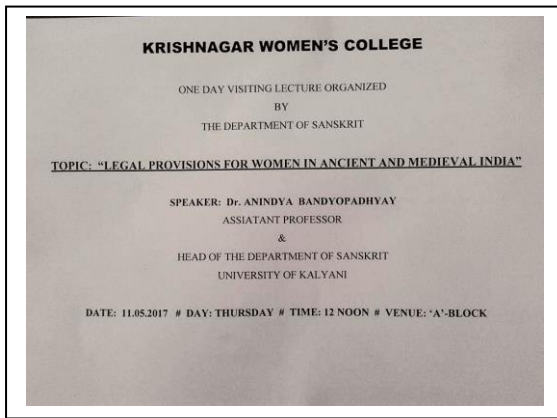 KRISHNAGAR WOMEN'S COLLEGE
ONE DAY VISITING LECTURE ORGANIZED
BY
THE DEPARTMENT OF SANSKRIT
TOPIC: "LEGAL PROVISIONS FOR WOMEN IN ANCIENT AND MEDIEVAL INDIA"
SPEAKER: Dr. ANINDYA BANDYOPADHYAY
ASSIATANT PROFESSOR
&
HEAD OF THE DEPARTMENT OF SANSKRIT
UNIVERSITY OF KALYANI
DATE: 11.05.2017 # DAY: THURSDAY # TIME: 12 NOON # VENUE: 'A'-BLOCK